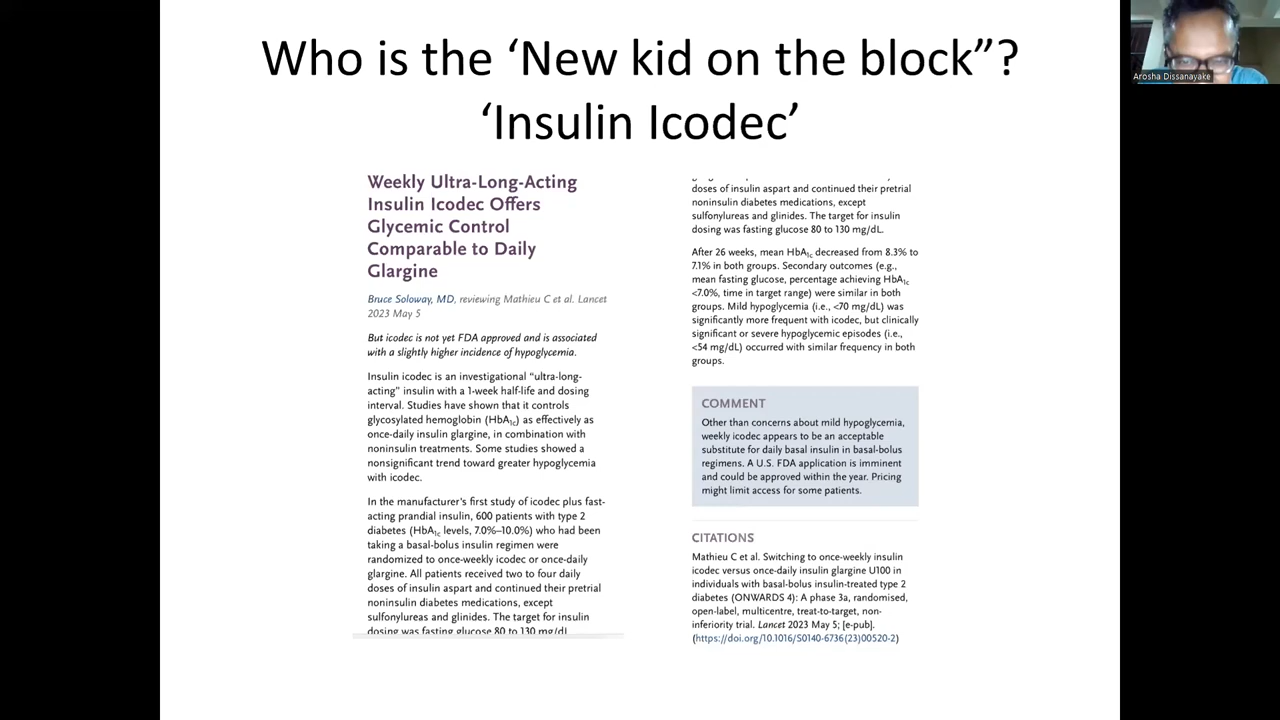 Who is the ‘New kid on the block”?
‘Insulin Icodec’
Arosha Dissanayake
Weekly Ultra-Long-Acting
Insulin Icodec Offers
Glycemic Control
Comparable to Daily
Glargine
Bruce Soloway, MD, reviewing Mathieu C et al. Lancet
2023 May 5
But icodec is not yet FDA approved and is associated
with a slightly higher incidence of hypoglycemia.
Insulin icodec is an investigational “ultra-long-
acting” insulin with a 1-week half-life and dosing
interval. Studies have shown that it controls
glycosylated hemoglobin (HbA1c) as effectively as
once-daily insulin glargine, in combination with
noninsulin treatments. Some studies showed a
nonsignificant trend toward greater hypoglycemia
with icodec.
In the manufacturer's first study of icodec plus fast-
acting prandial insulin, 600 patients with type 2
diabetes (HbA1c levels, 7.0%–10.0%) who had been
taking a basal-bolus insulin regimen were
randomized to once-weekly icodec or once-daily
glargine. All patients received two to four daily
doses of insulin aspart and continued their pretrial
noninsulin diabetes medications, except
sulfonylureas and glinides. The target for insulin
dosing was fasting glucose 80 to 130 mg/dL.
doses of insulin aspart and continued their pretrial
noninsulin diabetes medications, except
sulfonylureas and glinides. The target for insulin
dosing was fasting glucose 80 to 130 mg/dL.
After 26 weeks, mean HbA1c decreased from 8.3% to
7.1% in both groups. Secondary outcomes (e.g.,
mean fasting glucose, percentage achieving HbA1c
<7.0%, time in target range) were similar in both
groups. Mild hypoglycemia (i.e., <70 mg/dL) was
significantly more frequent with icodec, but clinically
significant or severe hypoglycemic episodes (i.e.,
<54 mg/dL) occurred with similar frequency in both
groups.
COMMENT
Other than concerns about mild hypoglycemia,
weekly icodec appears to be an acceptable
substitute for daily basal insulin in basal-bolus
regimens. A U.S. FDA application is imminent
and could be approved within the year. Pricing
might limit access for some patients.
CITATIONS
Mathieu C et al. Switching to once-weekly insulin
icodec versus once-daily insulin glargine U100 in
individuals with basal-bolus insulin-treated type 2
diabetes (ONWARDS 4): A phase 3a, randomised,
open-label, multicentre, treat-to-target, non-
inferiority trial. Lancet 2023 May 5; [e-pub].
(https://doi.org/10.1016/S0140-6736(23)00520-2)